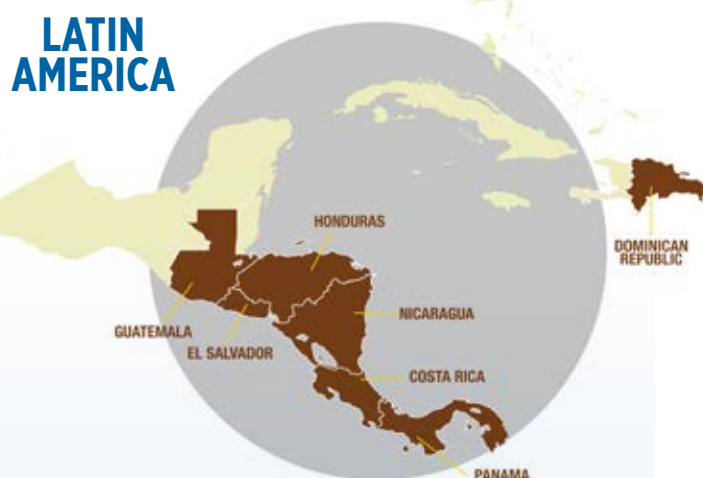 LATIN
AMERICA
HONDURAS
DOMINICAN
REPUBLIC
NICARAGUA
GUATEMALA
EL SALVADOR
COSTA RICA
PANAMA